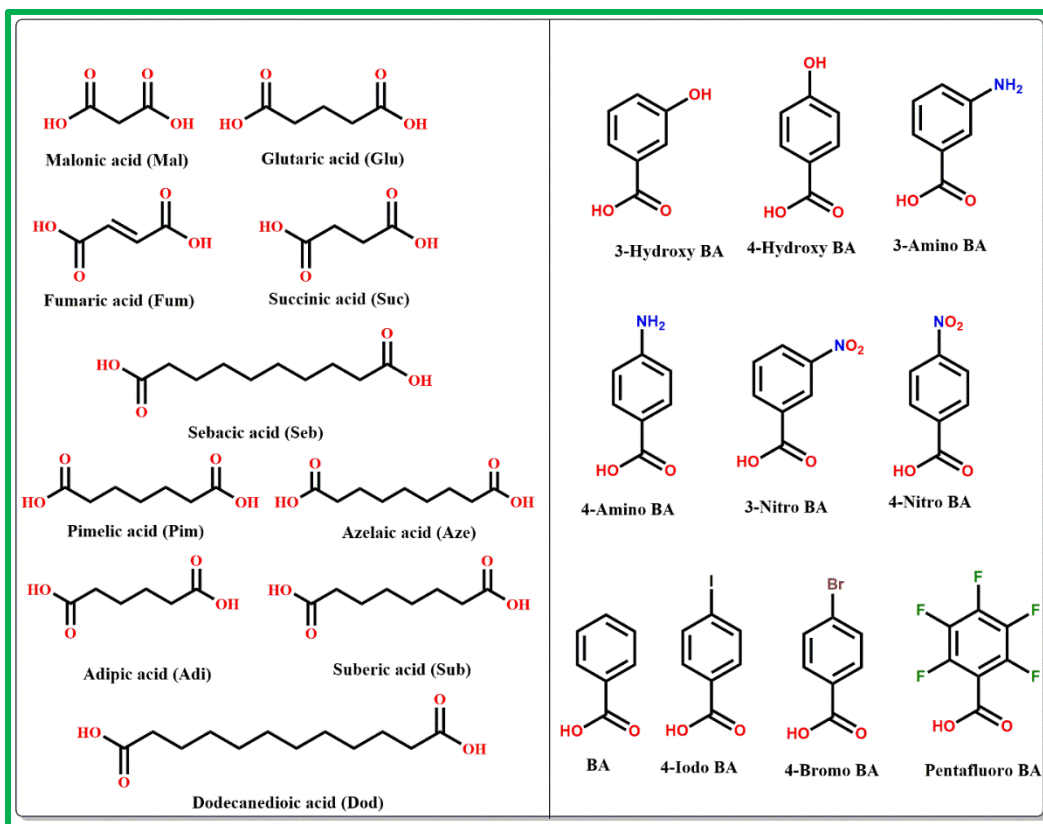 O O
HO OH
Malonic acid (Mal)
O O
HO OH
Glutaric acid (Glu)
O
HO
OH
O
Fumaric acid (Fum)
O
HO
OH
O
Succinic acid (Suc)
O
HO
OH
O
Sebacic acid (Seb)
O O
HO OH
Pimelic acid (Pim)
O O
HO OH
Azelaic acid (Aze)
O
HO
OH
O
Adipic acid (Adi)
O
HO
OH
O
Suberic acid (Sub)
O
HO
OH
O
Dodecanedioic acid (Dod)
OH
HO O
3-Hydroxy BA
OH
HO O
4-Hydroxy BA
NH2
HO O
3-Amino BA
NH2
HO O
4-Amino BA
NO2
HO O
3-Nitro BA
NO2
HO O
4-Nitro BA
HO O
BA
I
HO O
4-Iodo BA
Br
HO O
4-Bromo BA
F
F F
F F
HO O
Pentafluoro BA